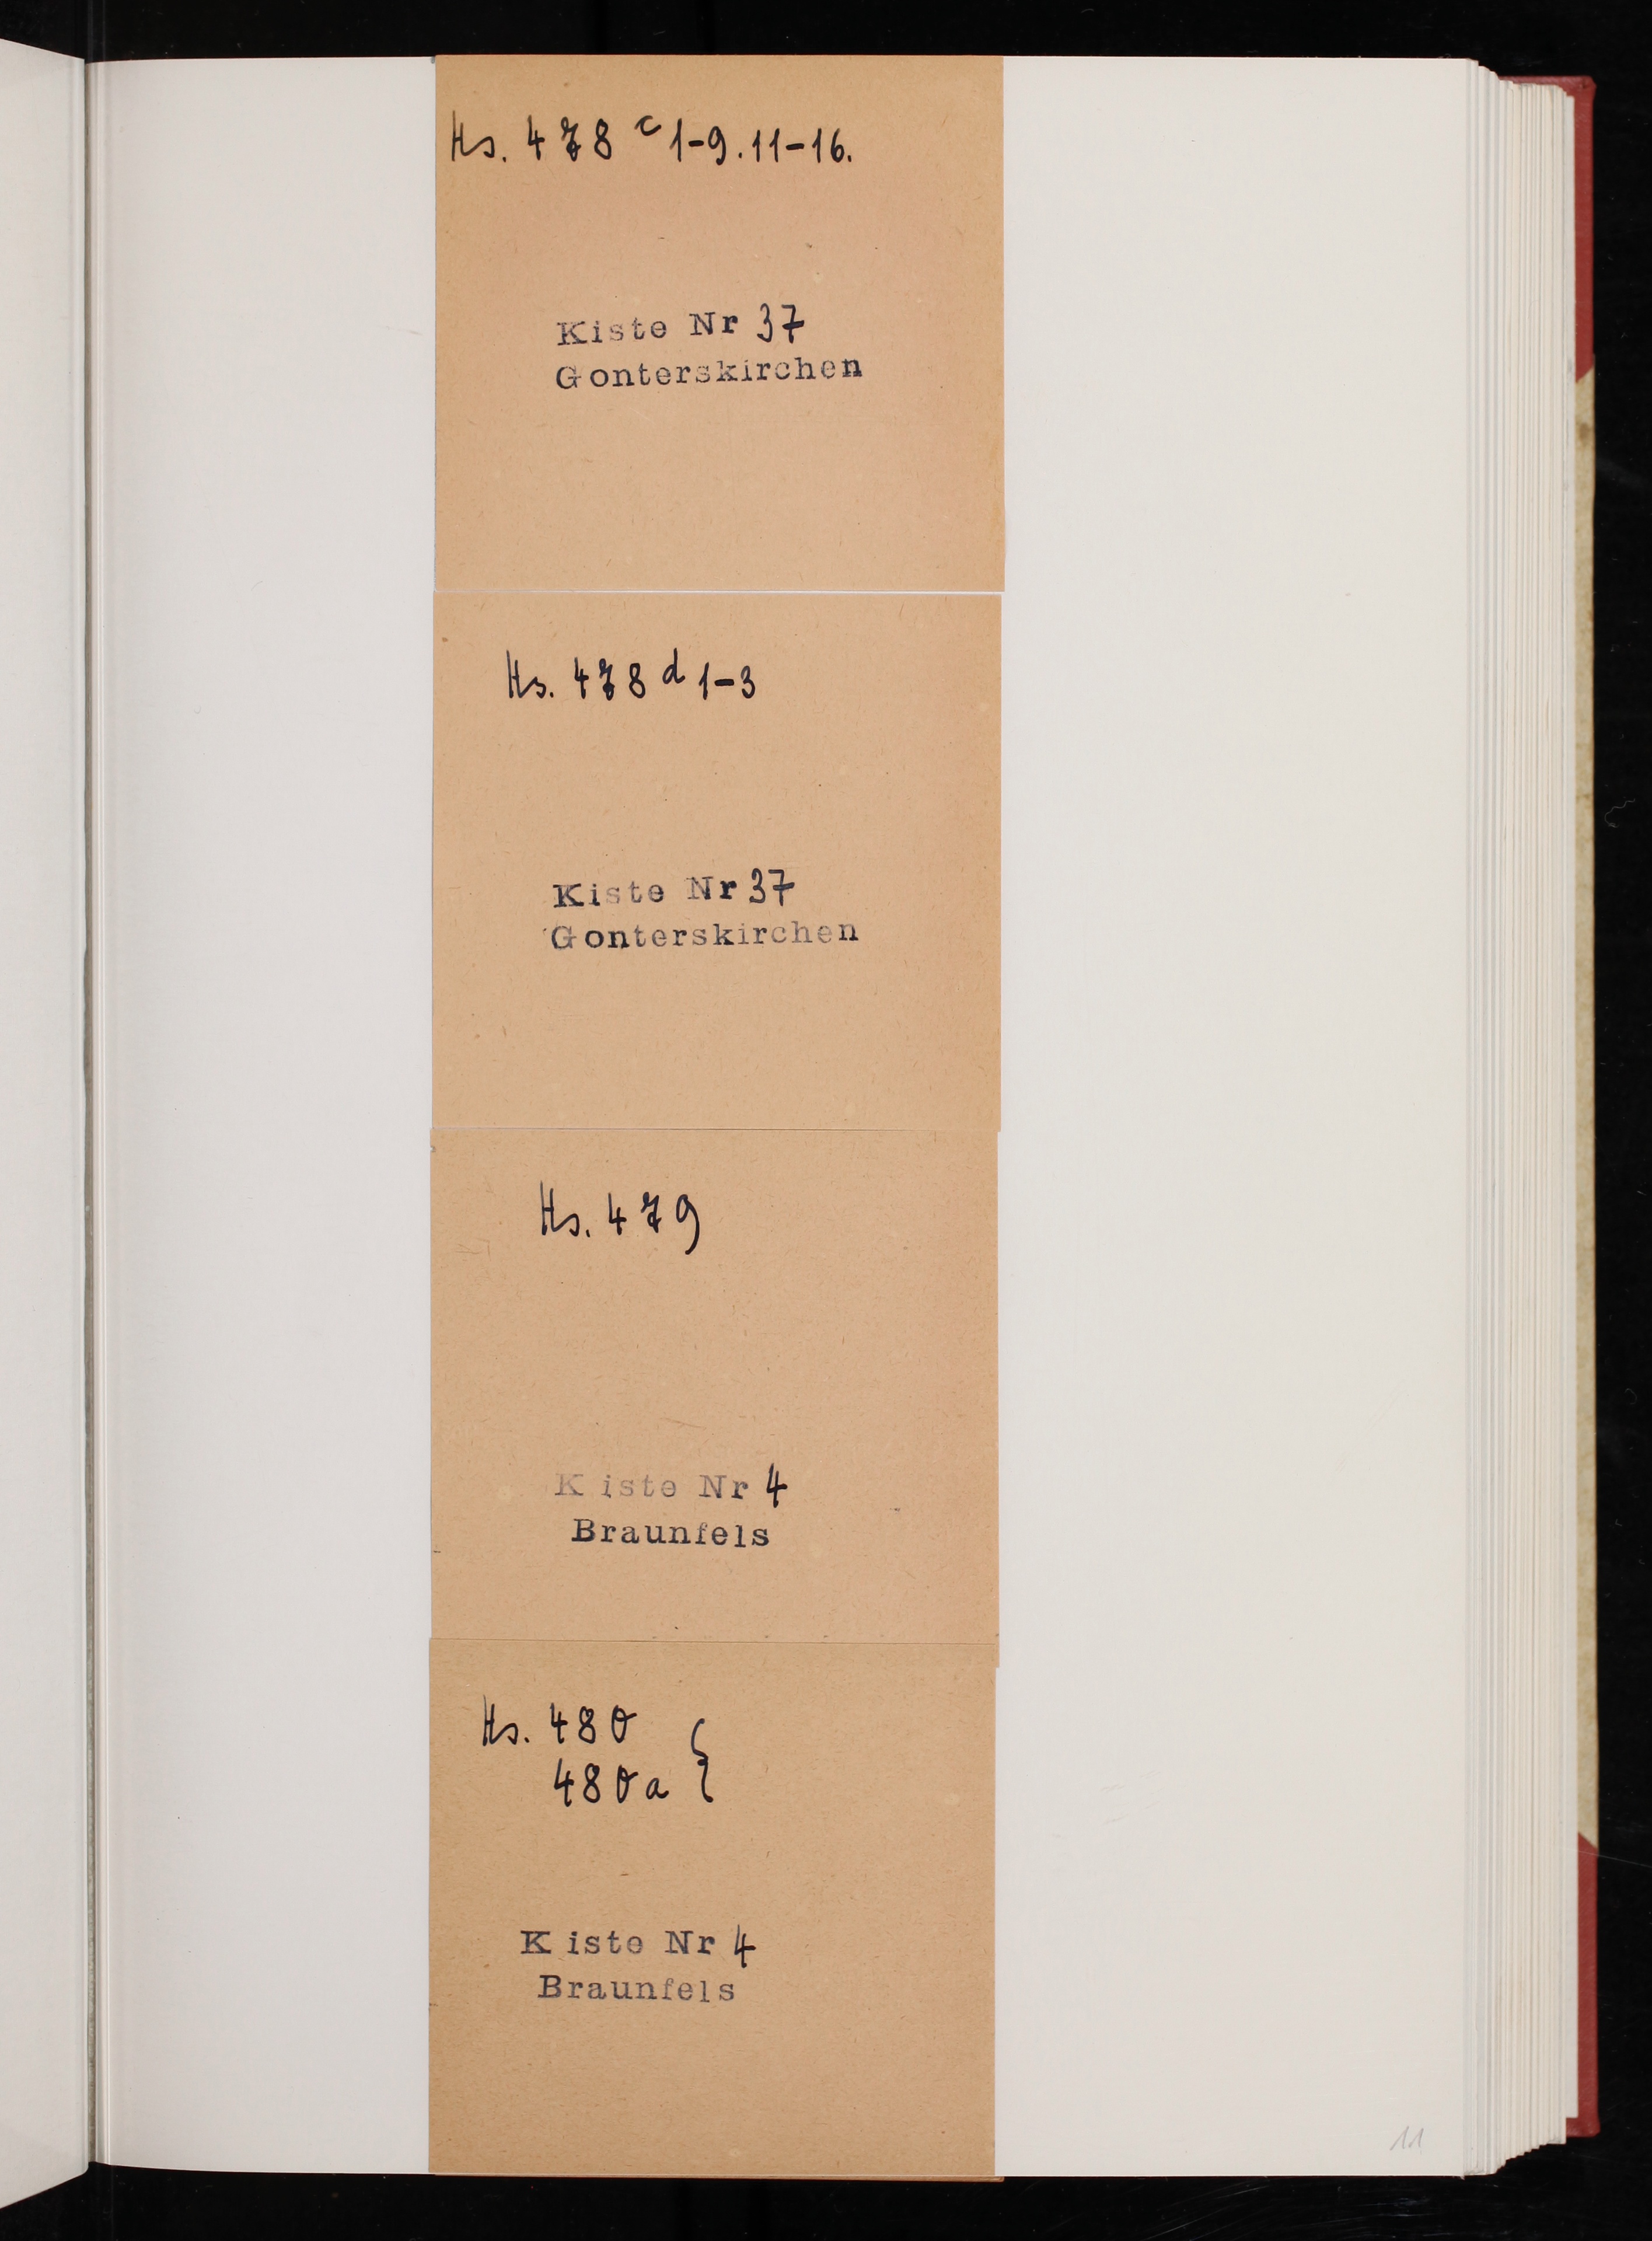 Hs. 478 c 1-9. 11-16.
Kiste Nr 37
Gonterskirchen
Hs. 478 d 1-3
Kiste Nr 37
Gonterskirchen
Hs. 479
Kiste Nr 4
Braunfels
Hs. 480
480a }
Kiste Nr 4
Braunfels
11